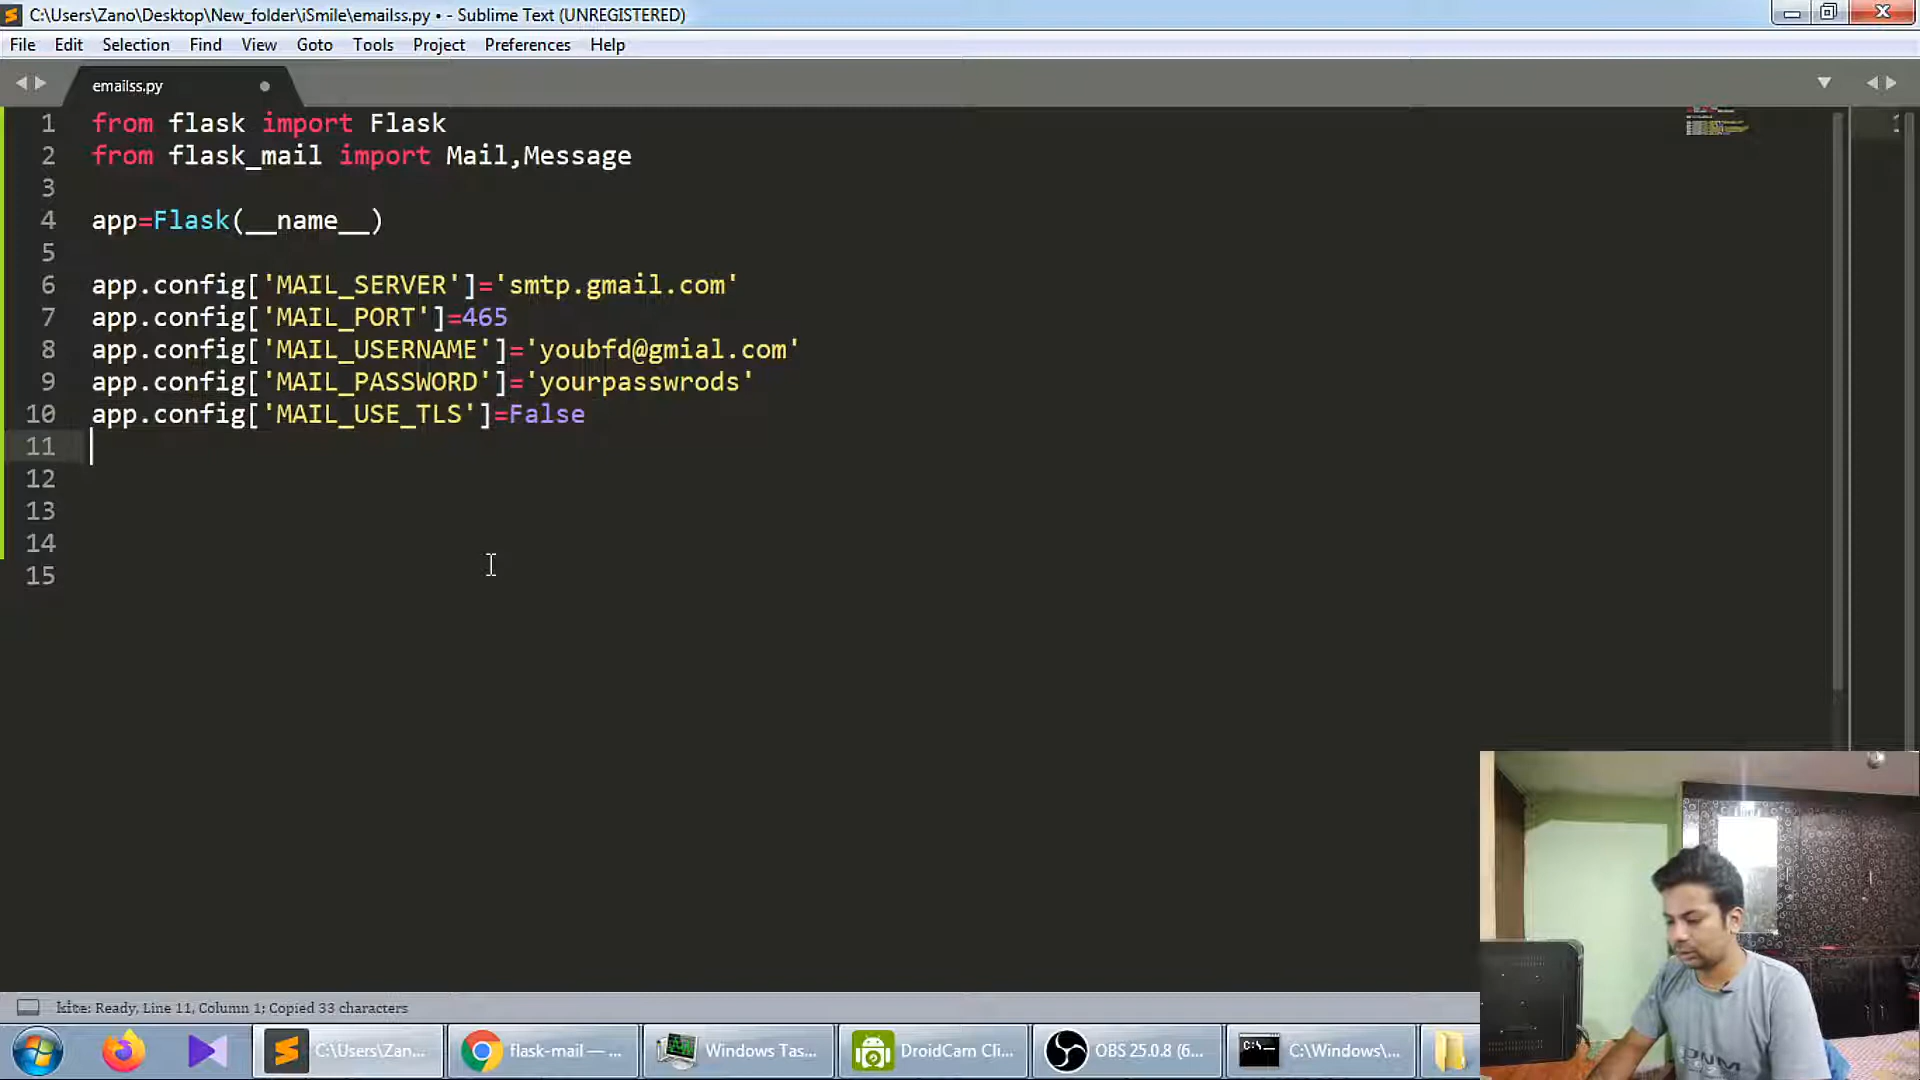 C:\Users\Zano\Desktop\New_folder\iSmile\emailss.py • - Sublime Text (UNREGISTERED)
File Edit Selection Find View Goto Tools Project Preferences Help
emailss.py
1 from flask import Flask
2 from flask_mail import Mail,Message
3
4 app=Flask(__name__)
5
6 app.config['MAIL_SERVER']='smtp.gmail.com'
7 app.config['MAIL_PORT']=465
8 app.config['MAIL_USERNAME']='youbfd@gmial.com'
9 app.config['MAIL_PASSWORD']='yourpasswrods'
10 app.config['MAIL_USE_TLS']=False
11
12
13
14
15
kite: Ready, Line 11, Column 1; Copied 33 characters
C:\Users\Zan... flask-mail — ... Windows Tas... DroidCam Cli... OBS 25.0.8 (6... C:\Windows\...